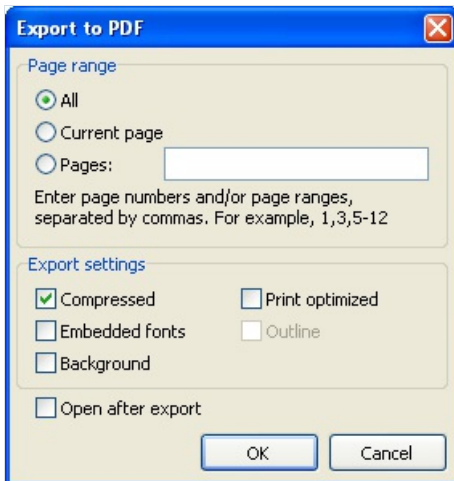 Export to PDF
Page range
All
Current page
Pages:
Enter page numbers and/or page ranges,
separated by commas. For example, 1,3,5-12
Export settings
Compressed
Print optimized
Embedded fonts
Outline
Background
Open after export
OK
Cancel